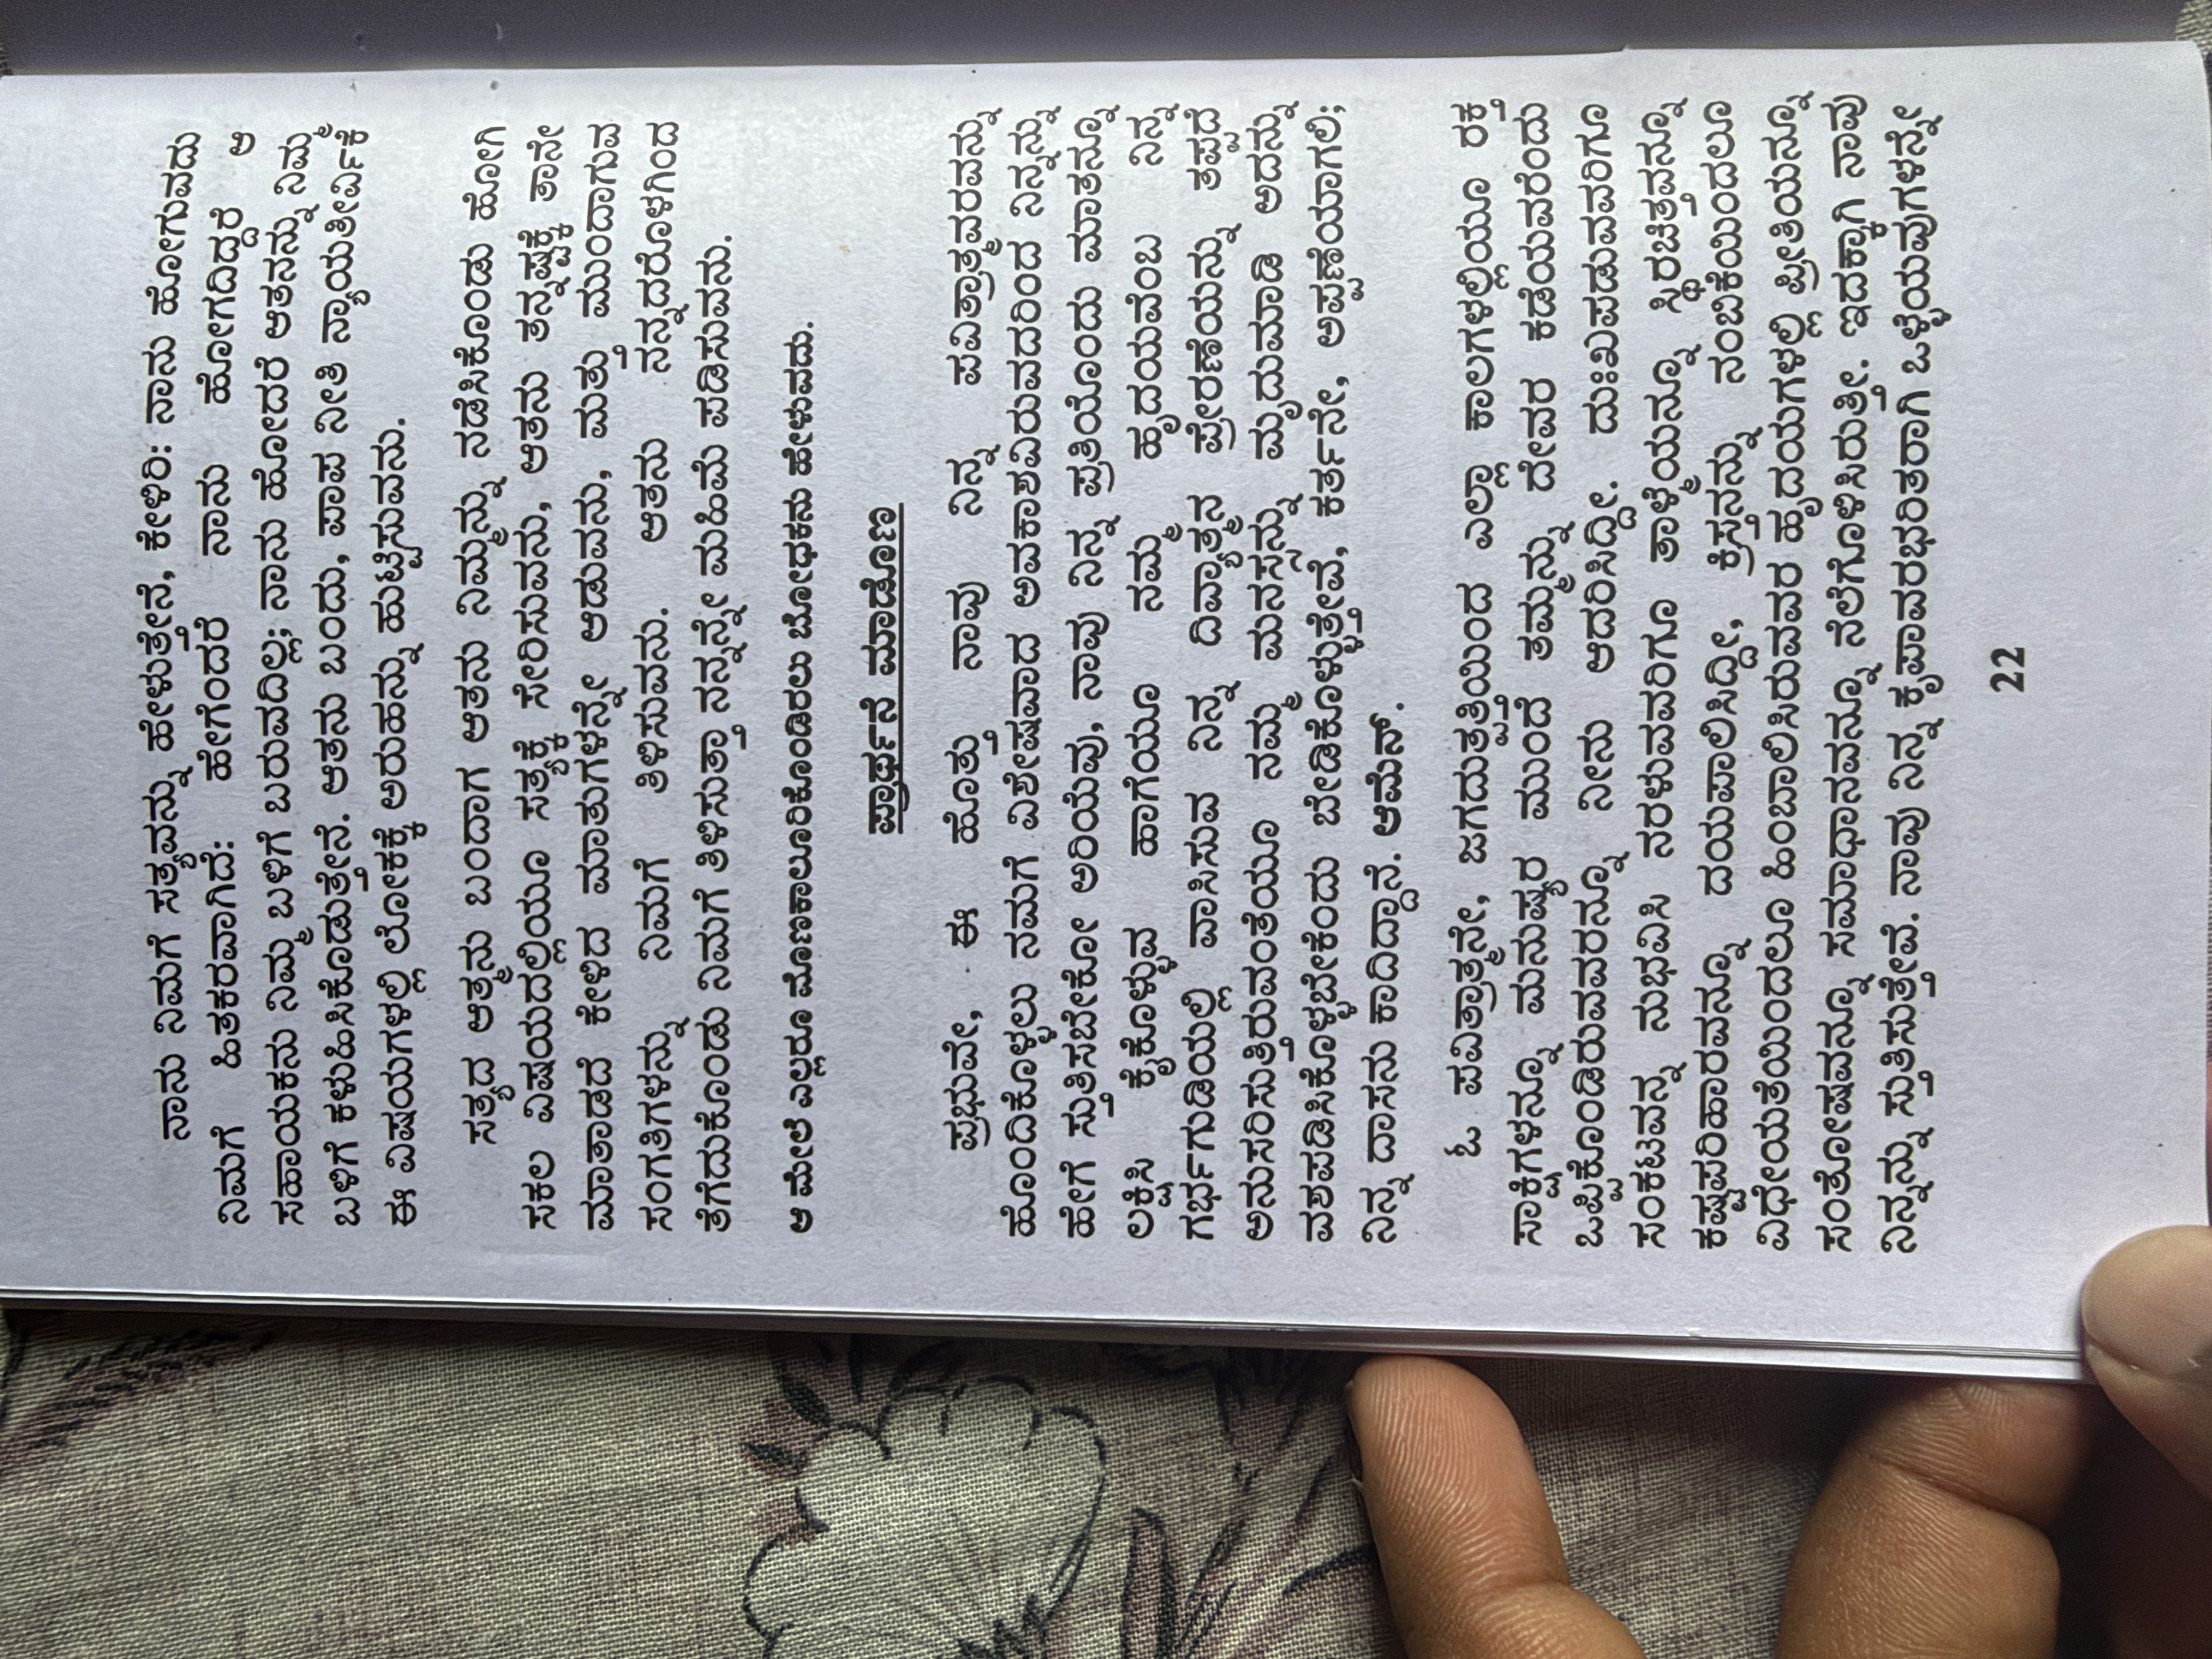 ನಾನು ನಿಮಗೆ ಸತ್ಯವನ್ನು ಹೇಳುತ್ತೇನೆ, ಕೇಳಿರಿ: ನಾನು ಹೋಗುವದು
ನಿಮಗೆ ಹಿತಕರವಾಗಿದೆ: ಹೇಗೆಂದರೆ ನಾನು ಹೋಗದಿದ್ದರೆ ಆ
ಸಹಾಯಕನು ನಿಮ್ಮ ಬಳಿಗೆ ಬರುವದಿಲ್ಲ; ನಾನು ಹೋದರೆ ಆತನನ್ನು ನಿಮ್ಮ
ಬಳಿಗೆ ಕಳುಹಿಸಿಕೊಡುತ್ತೇನೆ. ಆತನು ಬಂದು, ಪಾಪ ನೀತಿ ನ್ಯಾಯತೀರ್ವಿಕೆ
ಈ ವಿಷಯಗಳಲ್ಲಿ ಲೋಕಕ್ಕೆ ಅರುಹನ್ನು ಹುಟ್ಟಿಸುವನು.
ಸತ್ಯದ ಆತ್ಮನು ಬಂದಾಗ ಆತನು ನಿಮ್ಮನ್ನು ನಡೆಸಿಕೊಂಡು ಹೋಗಿ
ಸಕಲ ವಿಷಯದಲ್ಲಿಯೂ ಸತ್ಯಕ್ಕೆ ಸೇರಿಸುವನು, ಆತನು ತನ್ನಷ್ಟಕ್ಕೆ ತಾನೇ
ಮಾತಾಡದೆ ಕೇಳಿದ ಮಾತುಗಳನ್ನೇ ಆಡುವನು, ಮತ್ತು ಮುಂದಾಗುವ
ಸಂಗತಿಗಳನ್ನು ನಿಮಗೆ ತಿಳಿಸುವನು. ಆತನು ನನ್ನದರೊಳಗಿಂದ
ತೆಗೆದುಕೊಂಡು ನಿಮಗೆ ತಿಳಿಸುತ್ತಾ ನನ್ನನ್ನೇ ಮಹಿಮೆ ಪಡಿಸುವನು.
ಆ ಮೇಲೆ ಎಲ್ಲರೂ ಮೊಣಕಾಲೂರಿಕೊಂಡಿರಲು ಬೋಧಕನು ಹೇಳುವದು.
ಪ್ರಾರ್ಥನೆ ಮಾಡೊಣ
ಪ್ರಭುವೇ, ಈ ಹೊತ್ತು ನಾವು ನಿನ್ನ ಪವಿತ್ರಾತ್ಮವರವನ್ನು
ಹೊಂದಿಕೊಳ್ಳಲು ನಮಗೆ ವಿಶೇಷವಾದ ಅವಕಾಶವಿರುವದರಿಂದ ನಿನ್ನನ್ನು
ಹೇಗೆ ಸ್ತುತಿಸಬೇಕೋ ಅರಿಯೆವು, ನಾವು ನಿನ್ನ ಪ್ರತಿಯೊಂದು ಮಾತನ್ನೂ
ಲಕ್ಷಿಸಿ ಕೈಕೊಳ್ಳುವ ಹಾಗೆಯೂ ನಮ್ಮ ಹೃದಯವೆಂಬ ನಿನ್ನ
ಗರ್ಭಗುಡಿಯಲ್ಲಿ ವಾಸಿಸುವ ನಿನ್ನ ದಿವ್ಯಾತ್ಮನ ಪ್ರೇರಣೆಯನ್ನು ತಪ್ಪದೆ
ಅನುಸರಿಸುತ್ತಿರುವಂತೆಯೂ ನಮ್ಮ ಮನಸ್ಸನ್ನು ಮೃದುಮಾಡಿ ಅದನ್ನು
ವಶಪಡಿಸಿಕೊಳ್ಳಬೇಕೆಂದು ಬೇಡಿಕೊಳ್ಳುತ್ತೇವೆ, ಕರ್ತನೇ, ಅಪ್ಪಣೆಯಾಗಲಿ;
ನಿನ್ನ ದಾಸನು ಕಾದಿದ್ದಾನೆ. ಆಮೆನ್.
ಓ ಪವಿತ್ರಾತ್ಮನೇ, ಜಗದುತ್ಪತ್ತಿಯಿಂದ ಎಲ್ಲಾ ಕಾಲಗಳಲ್ಲಿಯೂ ರಕ್ತ
ಸಾಕ್ಷಿಗಳನ್ನೂ ಮನುಷ್ಯರ ಮುಂದೆ ತಮ್ಮನ್ನು ದೇವರ ಕಡೆಯವರೆಂದು
ಒಪ್ಪಿಕೊಂಡಿರುವವರನ್ನೂ ನೀನು ಆದರಿಸಿದ್ದೀ. ದುಃಖಪಡುವವರಿಗೂ
ಸಂಕಟವನ್ನ ನುಭವಿಸಿ ನರಳುವವರಿಗೂ ತಾಳ್ಮೆಯನ್ನೂ ಸ್ಥಿರಚಿತ್ತವನ್ನೂ
ಕಷ್ಟಪರಿಹಾರವನ್ನೂ ದಯಪಾಲಿಸಿದ್ದೀ, ಕ್ರಿಸ್ತನನ್ನು ನಂಬಿಕೆಯಿಂದಲೂ
ವಿಧೇಯತೆಯಿಂದಲೂ ಹಿಂಬಾಲಿಸಿರುವವರ ಹೃದಯಗಳಲ್ಲಿ ಪ್ರೀತಿಯನ್ನೂ
ಸಂತೋಷವನ್ನೂ ಸಮಾಧಾನವನ್ನೂ ನೆಲೆಗೊಳಿಸಿರುತ್ತೀ. ಇದಕ್ಕಾಗಿ ನಾವು
ನಿನ್ನನ್ನು ಸ್ತುತಿಸುತ್ತೇವೆ. ನಾವು ನಿನ್ನ ಕೃಪಾವರಭರಿತರಾಗಿ ಒಳ್ಳೆಯವುಗಳನ್ನೇ
22